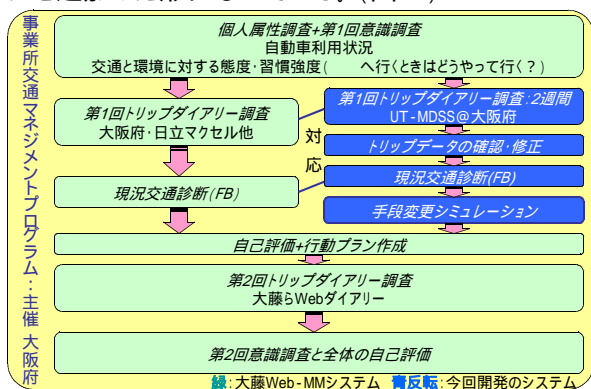 事業所交通マネジメントプログラム:主催 大阪府
個人属性調査+第1回意識調査
自動車利用状況
交通と環境に対する態度・習慣強度( へ行くときはどうやって行く?)
第1回トリップダイアリー調査
大阪府・日立マクセル他
対応
第1回トリップダイアリー調査:2週間
UT-MDSS@大阪府
トリップデータの確認・修正
現況交通診断(FB)
現況交通診断(FB)
手段変更シミュレーション
自己評価+行動プラン作成
第2回トリップダイアリー調査
大藤らWebダイアリー
第2回意識調査と全体の自己評価
緑:大藤Web-MMシステム 青反転:今回開発のシステム